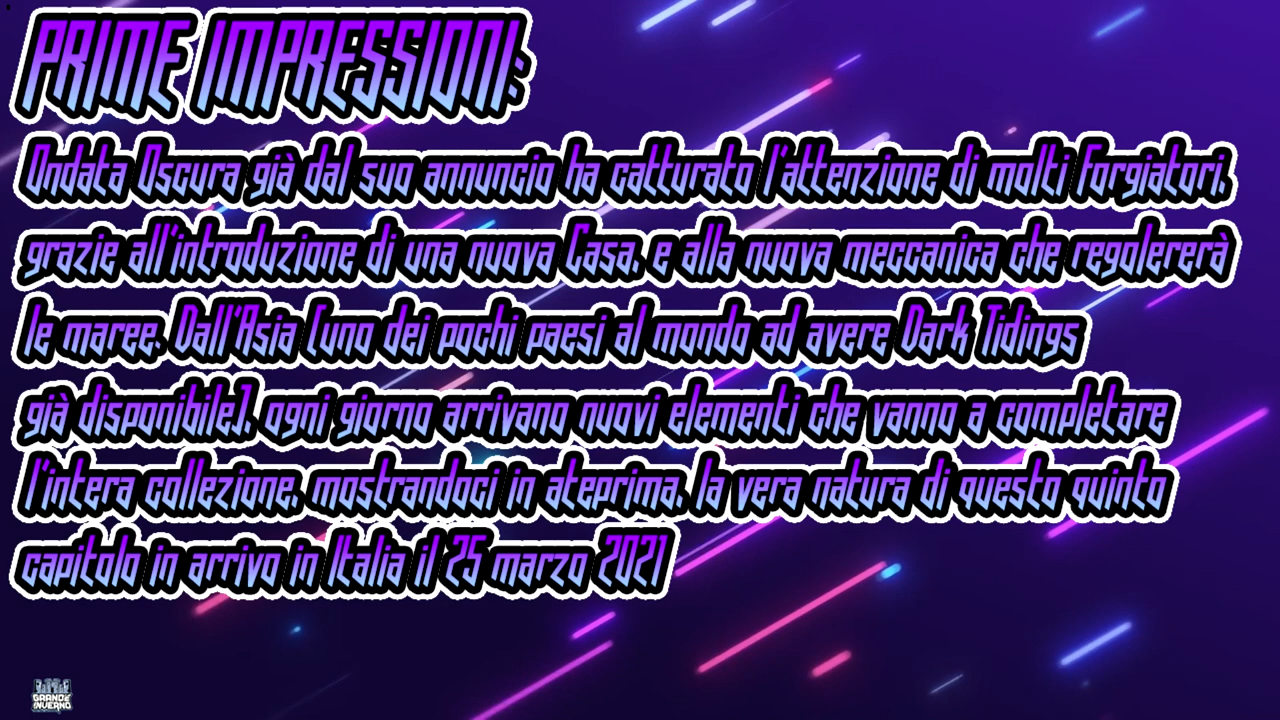 PRIME IMPRESSIONI:
Ondata Oscura già dal suo annuncio ha catturato l'attenzione di molti Forgiatori,
grazie all'introduzione di una nuova Casa, e alla nuova meccanica che regolererà
le maree. Dall'Asia (uno dei pochi paesi al mondo ad avere Dark Tidings
già disponibile), ogni giorno arrivano nuovi elementi che vanno a completare
l'intera collezione, mostrandoci in ateprima, la vera natura di questo quinto
capitolo in arrivo in Italia il 25 marzo 2021
GRANDE
INVERNO